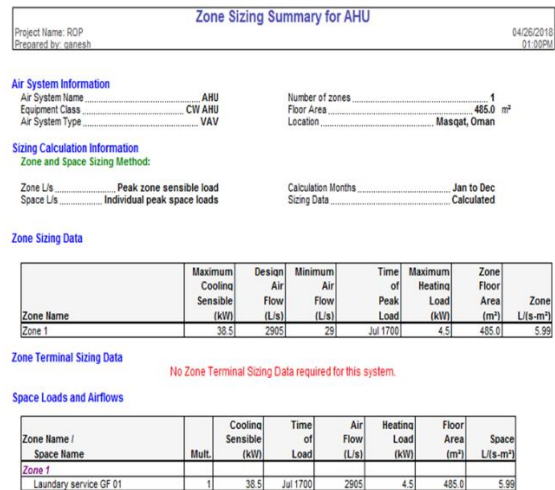 Zone Sizing Summary for AHU
Project Name: ROP 04/26/2018
Prepared by: ganesh 01:00PM
Air System Information
Air System Name AHU Number of zones 1
Equipment Class CW AHU Floor Area 485.0 m²
Air System Type VAV Location Masqat, Oman
Sizing Calculation Information
Zone and Space Sizing Method:
Zone L/s Peak zone sensible load Calculation Months Jan to Dec
Space L/s Individual peak space loads Sizing Data Calculated
Zone Sizing Data
Maximum Design Minimum Time Maximum Zone
Cooling Air Air of Heating Floor
Sensible Flow Flow Peak Load Area Zone
Zone Name (kW) (L/s) (L/s) Load (kW) (m²) L/(s-m²)
Zone 1 38.5 2905 29 Jul 1700 4.5 485.0 5.99
Zone Terminal Sizing Data
No Zone Terminal Sizing Data required for this system.
Space Loads and Airflows
Cooling Time Air Heating Floor
Zone Name / Sensible of Flow Load Area Space
Space Name Mult. (kW) Load (L/s) (kW) (m²) L/(s-m²)
Zone 1
Laundary service GF 01 1 38.5 Jul 1700 2905 4.5 485.0 5.99